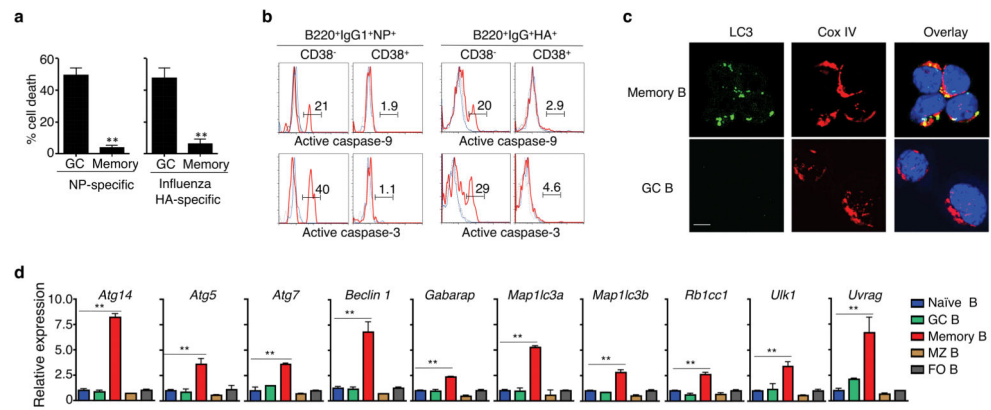 a
% cell death
60
40
20
0
**
**
GC Memory
GC Memory
NP-specific
Influenza
HA-specific
b
B220+IgG1+NP+
B220+IgG+HA+
CD38-
CD38+
CD38-
CD38+
21
1.9
20
2.9
Active caspase-9
Active caspase-9
40
1.1
29
4.6
Active caspase-3
Active caspase-3
c
LC3
Cox IV
Overlay
Memory B
GC B
d
Relative expression
10.0
7.5
5.0
2.5
0
Atg14
Atg5
Atg7
Beclin 1
Gabarap
Map1lc3a
Map1lc3b
Rb1cc1
Ulk1
Uvrag
**
**
**
**
**
**
**
**
**
**
Naïve B
GC B
Memory B
MZ B
FO B